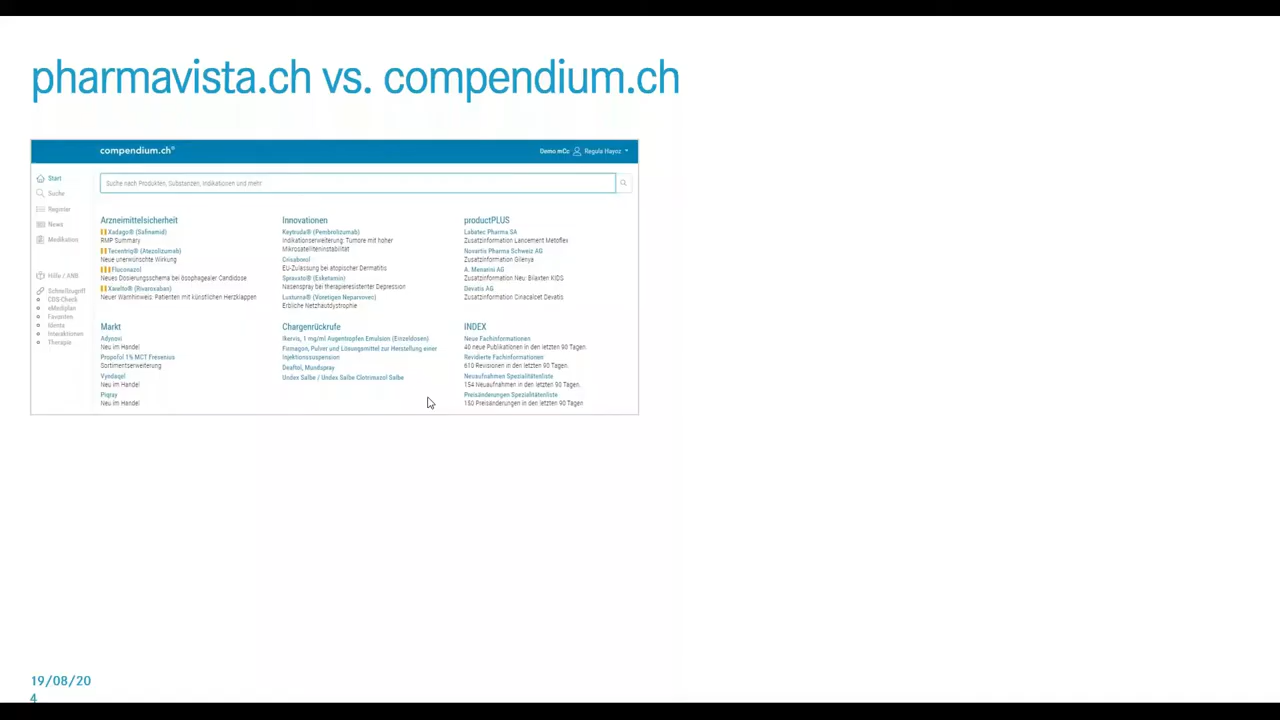 pharmavista.ch vs. compendium.ch
compendium.ch®
Demo mCc Regula Hayoz
Start
Suche
Register
News
Medikation
Hilfe / ANB
Schnellzugriff
CDS-Check
eMediplan
Favoriten
Identa
Interaktionen
Therapie
Suche nach Produkten, Substanzen, Indikationen und mehr
Arzneimittelsicherheit
Xadago® (Safinamid)
RMP Summary
Tecentriq® (Atezolizumab)
Neue unerwünschte Wirkung
Fluconazol
Neues Dosierungsschema bei ösophagealer Candidose
Xarelto® (Rivaroxaban)
Neuer Warnhinweis: Patienten mit künstlichen Herzklappen
Innovationen
Keytruda® (Pembrolizumab)
Indikationserweiterung: Tumore mit hoher
Mikrosatelliteninstabilität
Crisaborol
EU-Zulassung bei atopischer Dermatitis
Spravato® (Esketamin)
Nasenspray bei therapieresistenter Depression
Luxturna® (Voretigen Neparvovec)
Erbliche Netzhautdystrophie
productPLUS
Labatec Pharma SA
Zusatzinformation Lancement Metoflex
Novartis Pharma Schweiz AG
Zusatzinformation Gilenya
A. Menarini AG
Zusatzinformation Neu: Bilaxten KIDS
Devatis AG
Zusatzinformation Cinacalcet Devatis
Markt
Adynovi
Neu im Handel
Propofol 1% MCT Fresenius
Sortimentserweiterung
Vyndaqel
Neu im Handel
Piqray
Neu im Handel
Chargenrückrufe
Ikervis, 1 mg/ml Augentropfen Emulsion (Einzeldosen)
Firmagon, Pulver und Lösungsmittel zur Herstellung einer
Injektionssuspension
Deaftol, Mundspray
Undex Salbe / Undex Salbe Clotrimazol Salbe
INDEX
Neue Fachinformationen
40 neue Publikationen in den letzten 90 Tagen.
Revidierte Fachinformationen
610 Revisionen in den letzten 90 Tagen.
Neuaufnahmen Spezialitätenliste
154 Neuaufnahmen in den letzten 90 Tagen.
Preisänderungen Spezialitätenliste
150 Preisänderungen in den letzten 90 Tagen
19/08/20
4